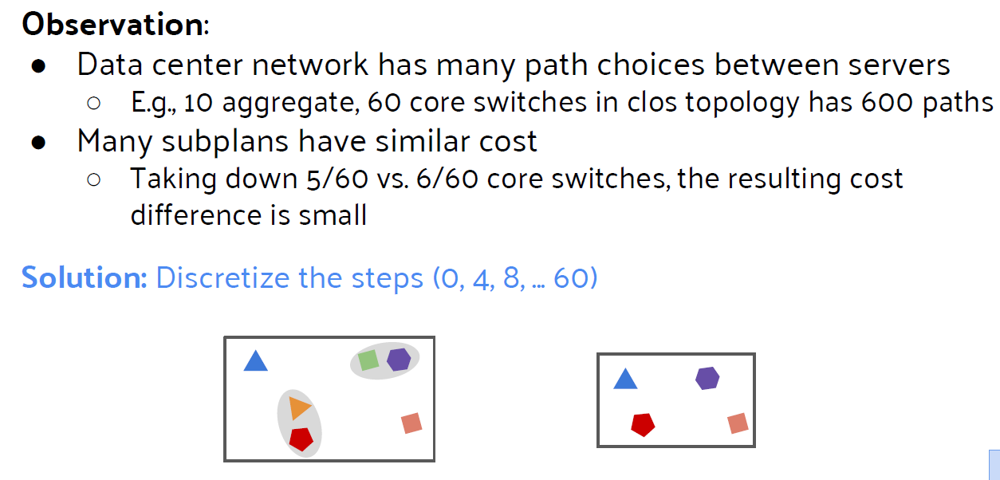 Observation:
● Data center network has many path choices between servers
○ E.g., 10 aggregate, 60 core switches in clos topology has 600 paths
● Many subplans have similar cost
○ Taking down 5/60 vs. 6/60 core switches, the resulting cost
difference is small
Solution: Discretize the steps (0, 4, 8, ... 60)